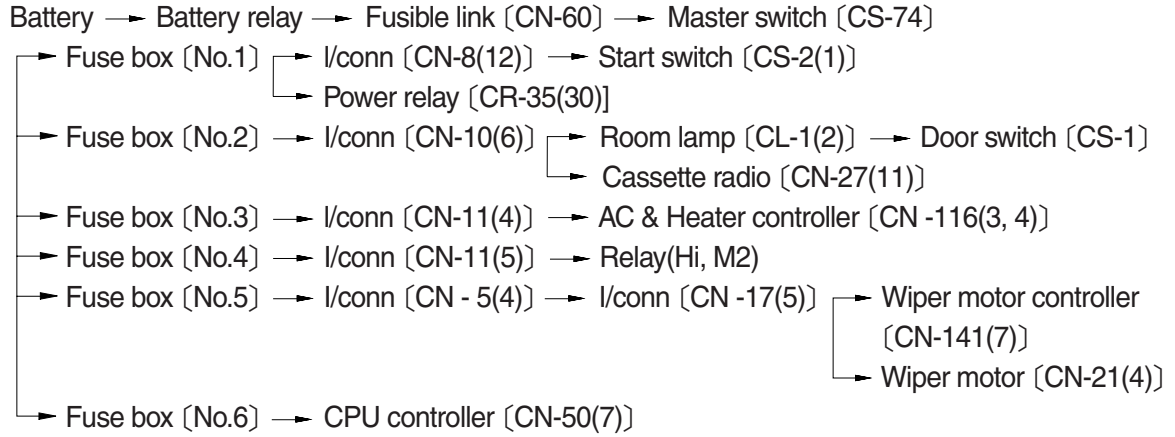 Battery → Battery relay → Fusible link〔CN-60〕→ Master switch〔CS-74〕
Fuse box〔No.1〕→ I/conn〔CN-8(12)〕→ Start switch〔CS-2(1)〕
→ Power relay〔CR-35(30)]
Fuse box〔No.2〕→ I/conn〔CN-10(6)〕→ Room lamp〔CL-1(2)〕→ Door switch〔CS-1〕
→ Cassette radio〔CN-27(11)〕
Fuse box〔No.3〕→ I/conn〔CN-11(4)〕→ AC & Heater controller〔CN -116(3, 4)〕
Fuse box〔No.4〕→ I/conn〔CN-11(5)〕→ Relay(Hi, M2)
Fuse box〔No.5〕→ I/conn〔CN - 5(4)〕→ I/conn〔CN -17(5)〕→ Wiper motor controller
〔CN-141(7)〕
→ Wiper motor〔CN-21(4)〕
Fuse box〔No.6〕→ CPU controller〔CN-50(7)〕